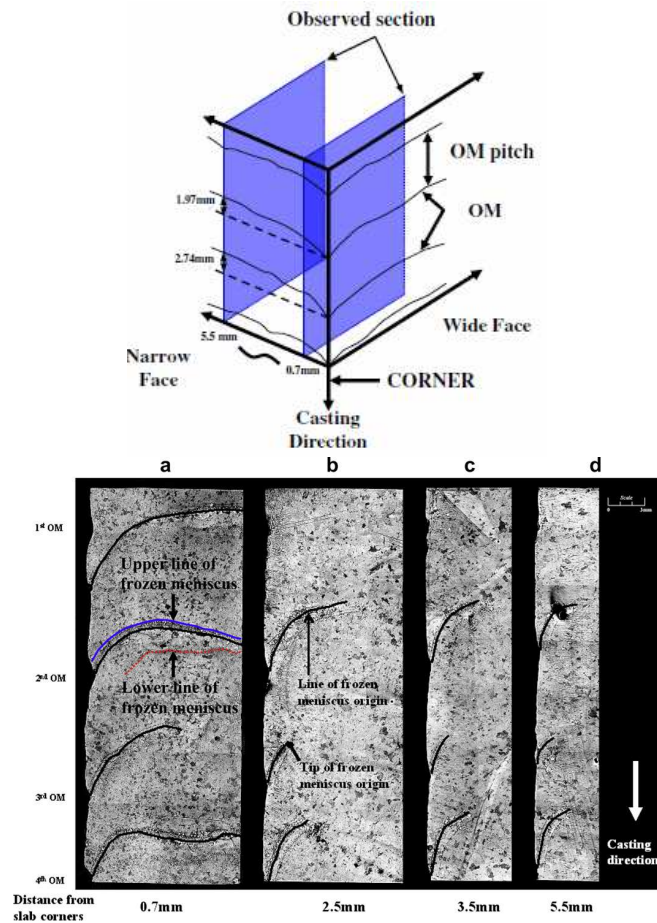 Observed section
OM pitch
OM
1.97mm
2.74mm
5.5 mm
0.7mm
Narrow
Face
Wide Face
CORNER
Casting
Direction
a
b
c
d
Scale
0 3mm
1st OM
Upper line of
frozen meniscus
2nd OM
Lower line of
frozen meniscus
Line of frozen
meniscus origin
Tip of frozen
meniscus origin
3rd OM
4th OM
Casting
direction
Distance from
slab corners
0.7mm
2.5mm
3.5mm
5.5mm